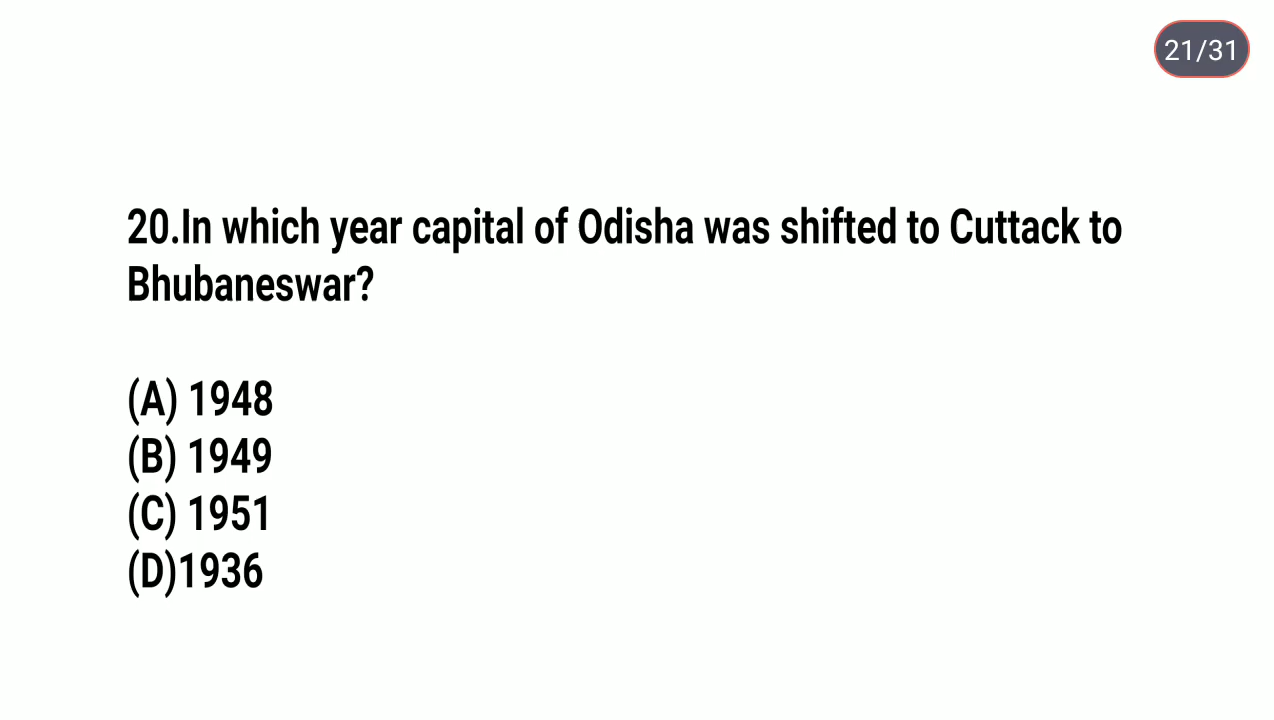 21/31
20.In which year capital of Odisha was shifted to Cuttack to
Bhubaneswar?
(A) 1948
(B) 1949
(C) 1951
(D)1936